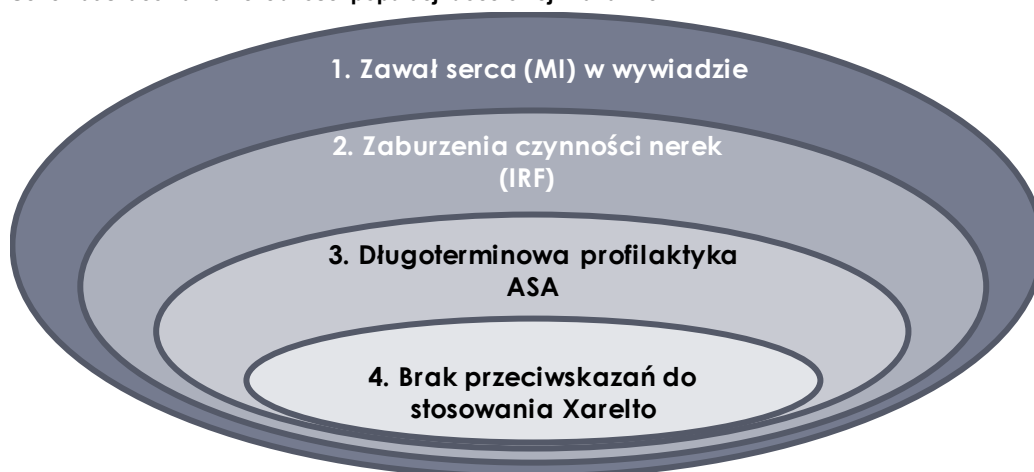 1. Zawał serca (MI) w wywiadzie
2. Zaburzenia czynności nerek
(IRF)
3. Długoterminowa profilaktyka
ASA
4. Brak przeciwskazań do
stosowania Xarelto